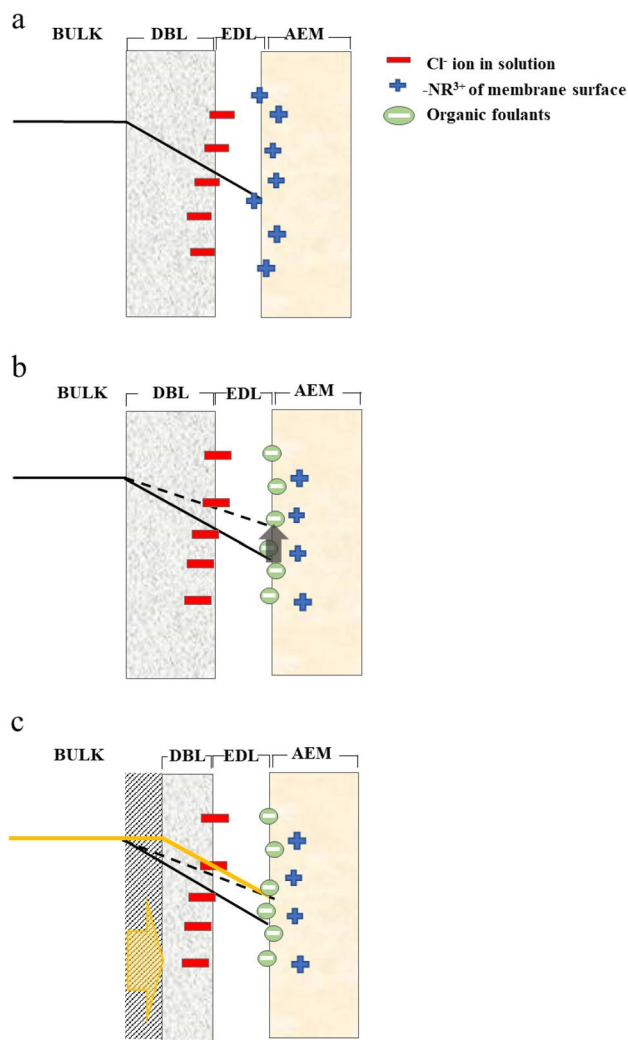 a
BULK DBL EDL AEM
Cl- ion in solution
-NR³⁺ of membrane surface
Organic foulants
b
BULK DBL EDL AEM
c
BULK DBL EDL AEM